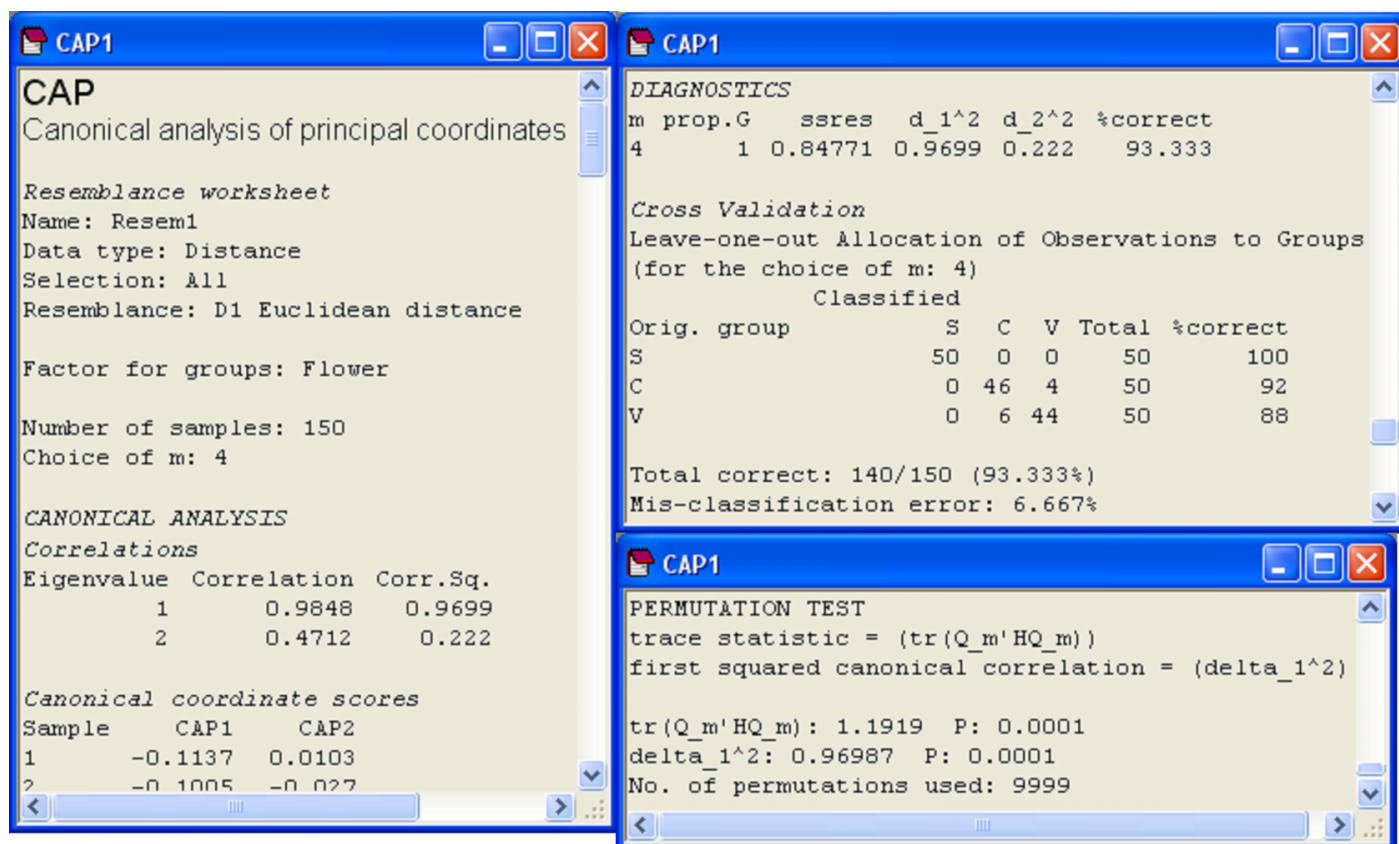 CAP1
CAP
Canonical analysis of principal coordinates
Resemblance worksheet
Name: Resem1
Data type: Distance
Selection: All
Resemblance: D1 Euclidean distance
Factor for groups: Flower
Number of samples: 150
Choice of m: 4
CANONICAL ANALYSIS
Correlations
Eigenvalue Correlation Corr.Sq.
1 0.9848 0.9699
2 0.4712 0.222
Canonical coordinate scores
Sample CAP1 CAP2
1 -0.1137 0.0103
2 -0.1005 -0.027
CAP1
DIAGNOSTICS
m prop.G ssres d_1^2 d_2^2 %correct
4 1 0.84771 0.9699 0.222 93.333
Cross Validation
Leave-one-out Allocation of Observations to Groups
(for the choice of m: 4)
Classified
Orig. group S C V Total %correct
S 50 0 0 50 100
C 0 46 4 50 92
V 0 6 44 50 88
Total correct: 140/150 (93.333%)
Mis-classification error: 6.667%
CAP1
PERMUTATION TEST
trace statistic = (tr(Q_m'HQ_m))
first squared canonical correlation = (delta_1^2)
tr(Q_m'HQ_m): 1.1919 P: 0.0001
delta_1^2: 0.96987 P: 0.0001
No. of permutations used: 9999